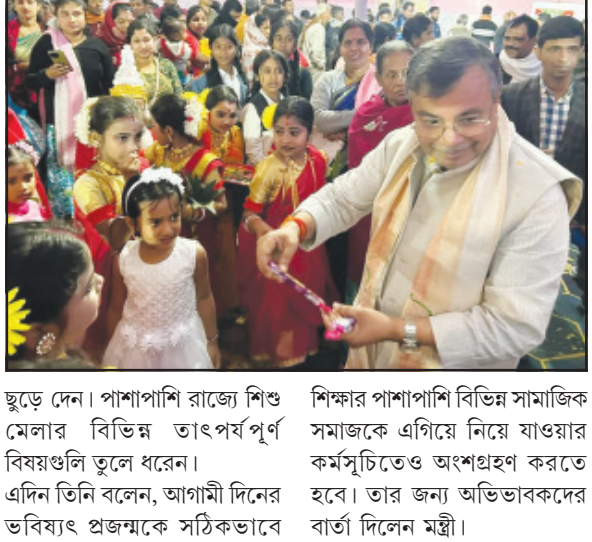 ছুড়ে দেন। পাশাপাশি রাজ্যে শিশু
মেলার বিভিন্ন তাৎপর্যপূর্ণ
বিষয়গুলি তুলে ধরেন।
এদিন তিনি বলেন, আগামী দিনের
ভবিষ্যৎ প্রজন্মকে সঠিকভাবে
শিক্ষার পাশাপাশি বিভিন্ন সামাজিক
সমাজকে এগিয়ে নিয়ে যাওয়ার
কর্মসূচিতেও অংশগ্রহণ করতে
হবে। তার জন্য অভিভাবকদের
বার্তা দিলেন মন্ত্রী।